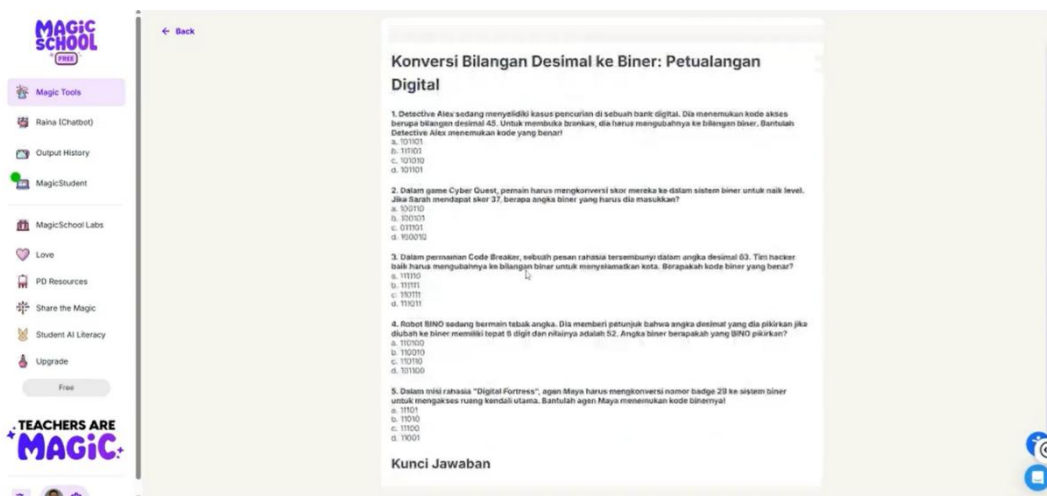 MAGIC
SCHOOL
FREE
Magic Tools
Raina (Chatbot)
Output History
MagicStudent
MagicSchool Labs
Love
PD Resources
Share the Magic
Student AI Literacy
Upgrade
Free
TEACHERS ARE
MAGiC
Back
Konversi Bilangan Desimal ke Biner: Petualangan
Digital
1. Detective Alex sedang menyelidiki kasus pencurian di sebuah bank digital. Dia menemukan kode akses
berupa bilangan desimal 45. Untuk membuka brankas, dia harus mengubahnya ke bilangan biner. Bantulah
Detective Alex menemukan kode yang benar!
a. 101101
b. 111101
c. 101010
d. 101101
2. Dalam game Cyber Quest, pemain harus mengkonversi skor mereka ke dalam sistem biner untuk naik level.
Jika Sarah mendapat skor 37, berapa angka biner yang harus dia masukkan?
a. 100110
b. 100101
c. 011101
d. 100010
3. Dalam permainan Code Breaker, sebuah pesan rahasia tersembunyi dalam angka desimal 63. Tim hacker
baik harus mengubahnya ke bilangan biner untuk menyelamatkan kota. Berapakah kode biner yang benar?
a. 111110
b. 111111
c. 110111
d. 111011
4. Robot BINO sedang bermain tebak angka. Dia memberi petunjuk bahwa angka desimal yang dia pikirkan jika
diubah ke biner memiliki tepat 6 digit dan nilainya adalah 52. Angka biner berapakah yang BINO pikirkan?
a. 110100
b. 110010
c. 110110
d. 101100
5. Dalam misi rahasia "Digital Fortress", agen Maya harus mengkonversi nomor badge 29 ke sistem biner
untuk mengakses ruang kendali utama. Bantulah agen Maya menemukan kode binernya!
a. 11101
b. 11010
c. 11100
d. 11001
Kunci Jawaban